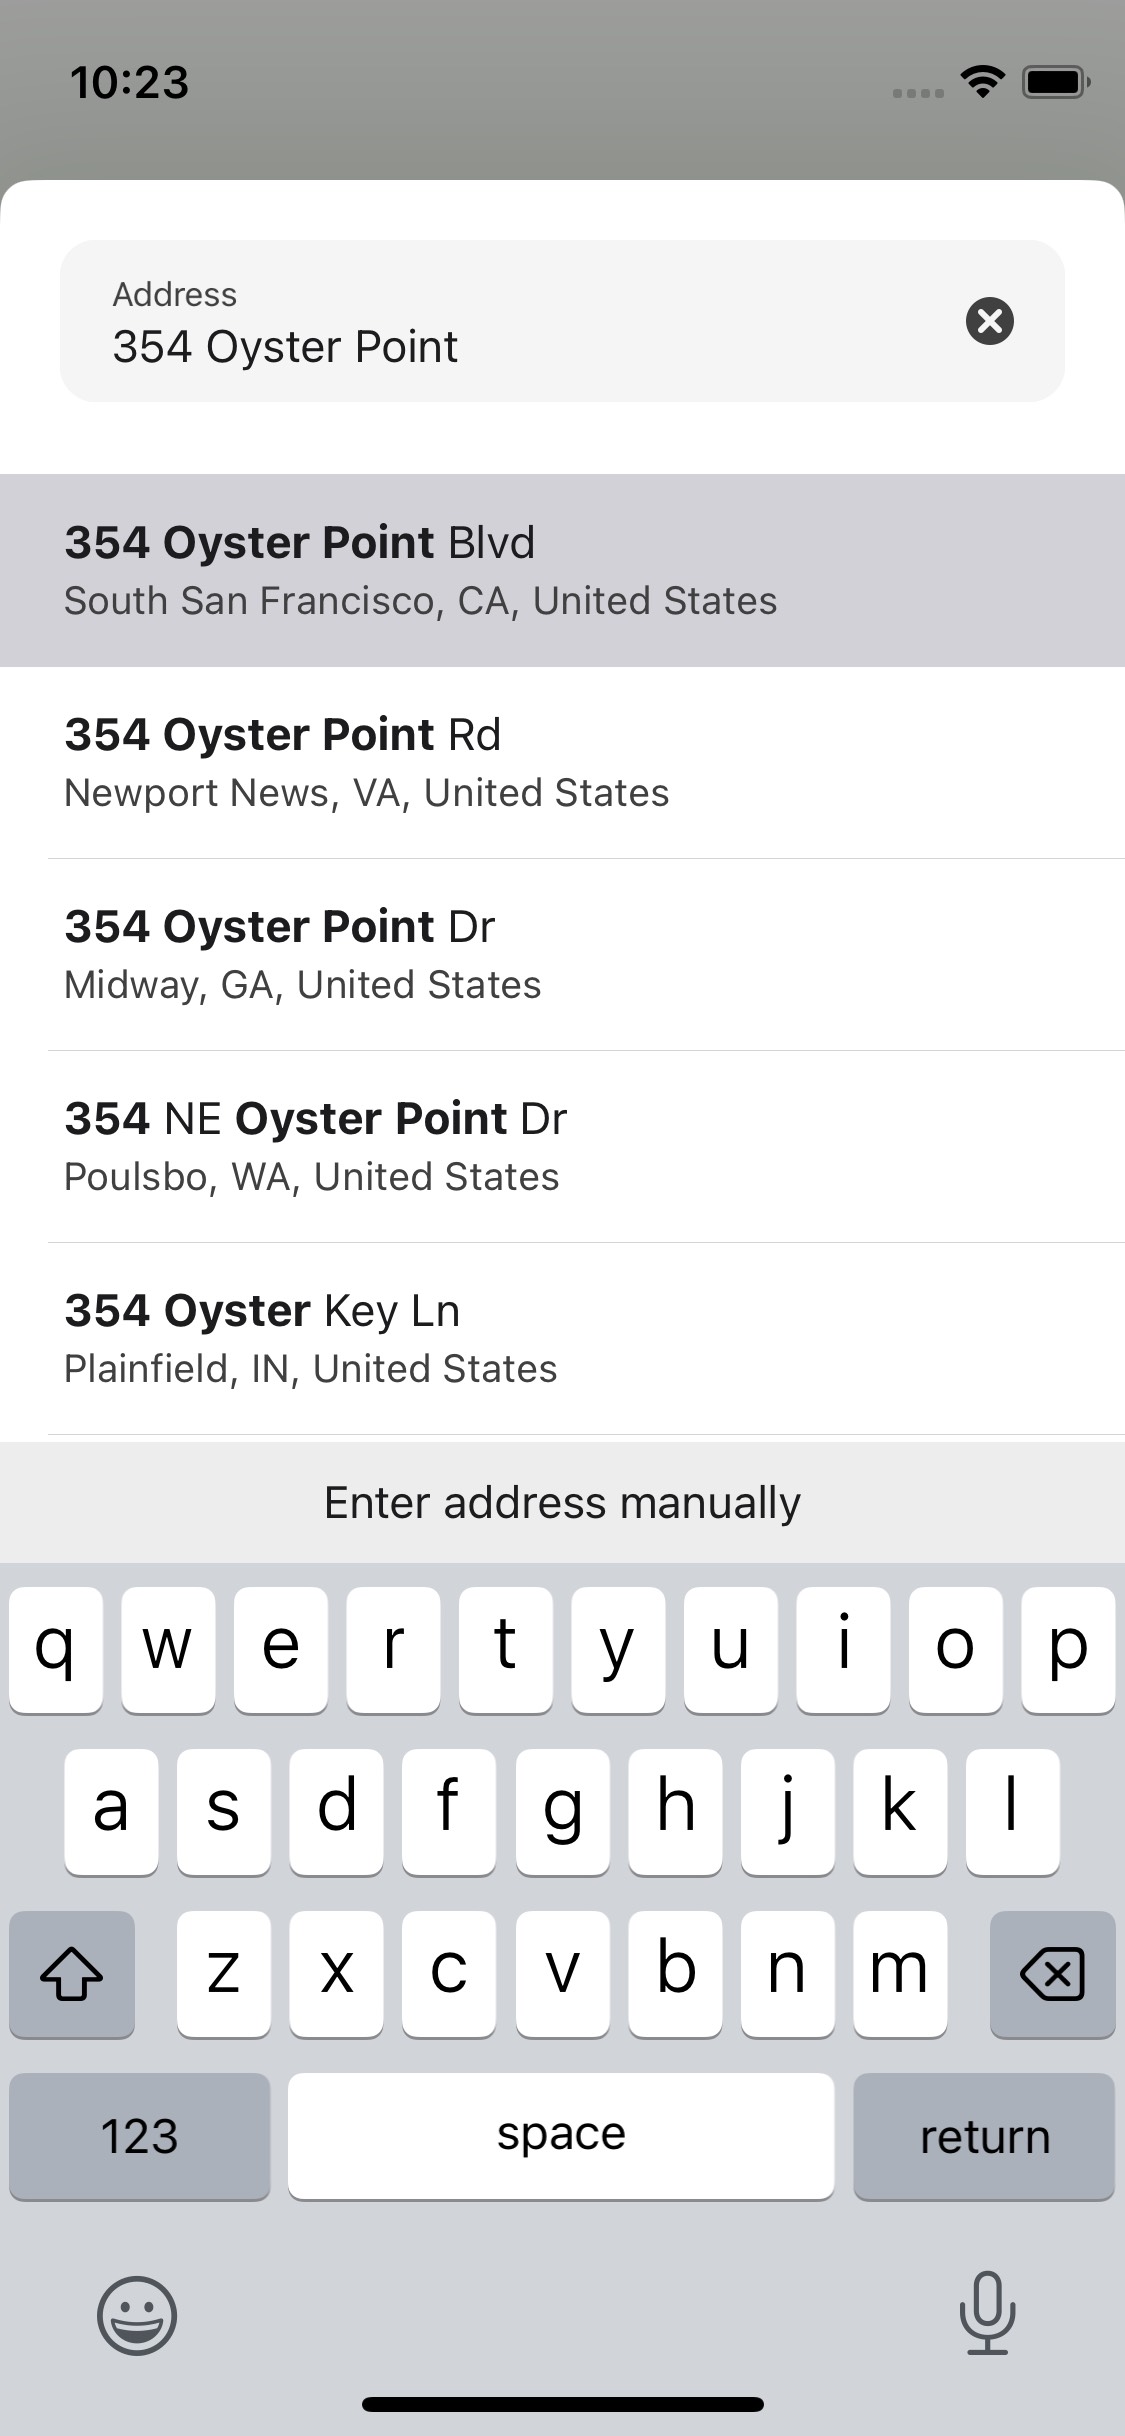 10:23
Address
354 Oyster Point
354 Oyster Point Blvd
South San Francisco, CA, United States
354 Oyster Point Rd
Newport News, VA, United States
354 Oyster Point Dr
Midway, GA, United States
354 NE Oyster Point Dr
Poulsbo, WA, United States
354 Oyster Key Ln
Plainfield, IN, United States
Enter address manually
q w e r t y u i o p
a s d f g h j k l
z x c v b n m
123 space return